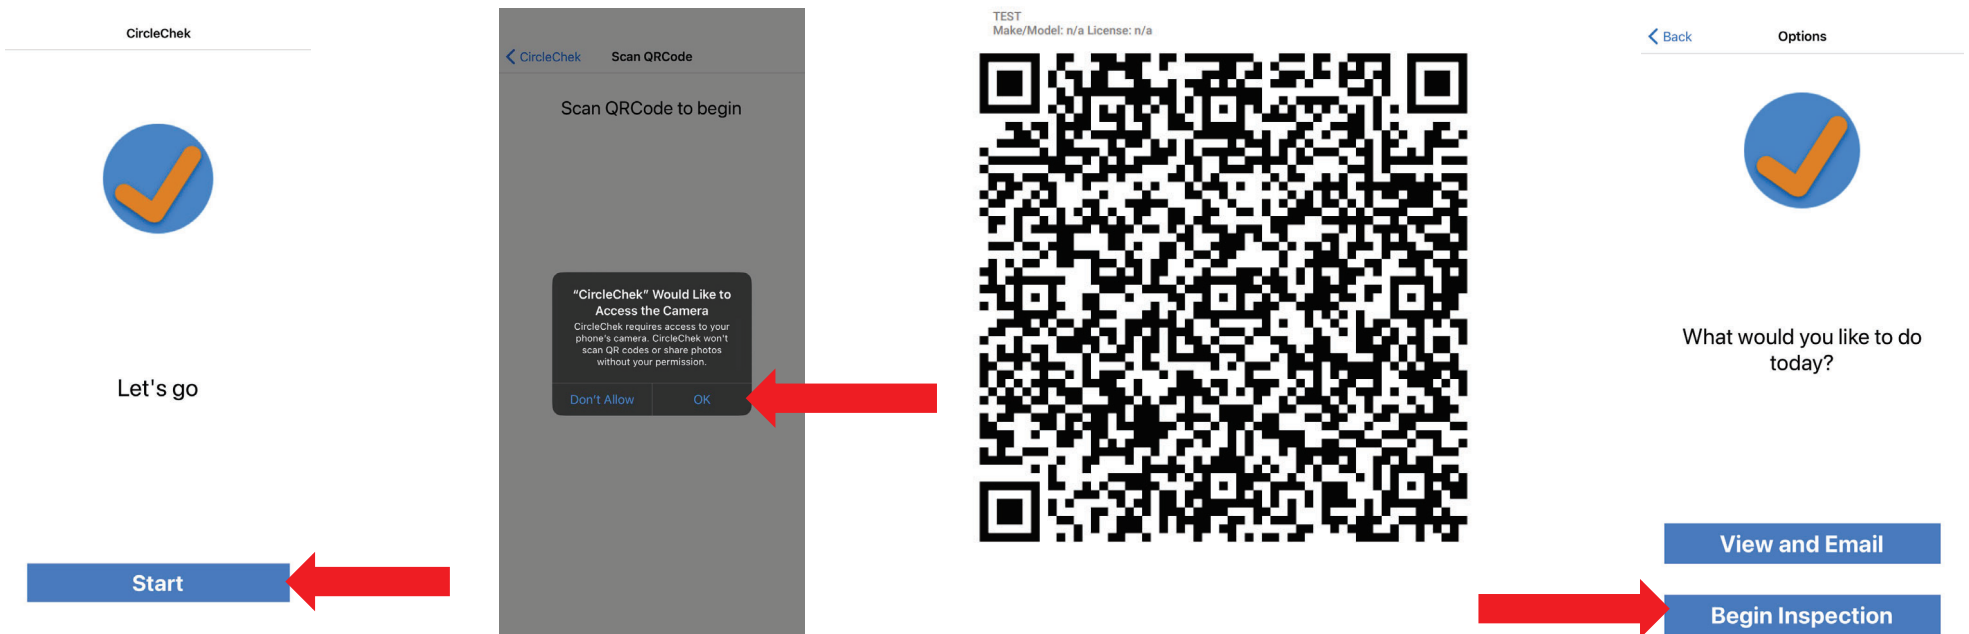 CircleChek
Let's go
Start
CircleChek
Scan QRCode
Scan QRCode to begin
“CircleChek” Would Like to
Access the Camera
CircleChek requires access to your
phone's camera. CircleChek won't
scan QR codes or share photos
without your permission.
Don't Allow
OK
TEST
Make/Model: n/a License: n/a
Back
Options
What would you like to do
today?
View and Email
Begin Inspection